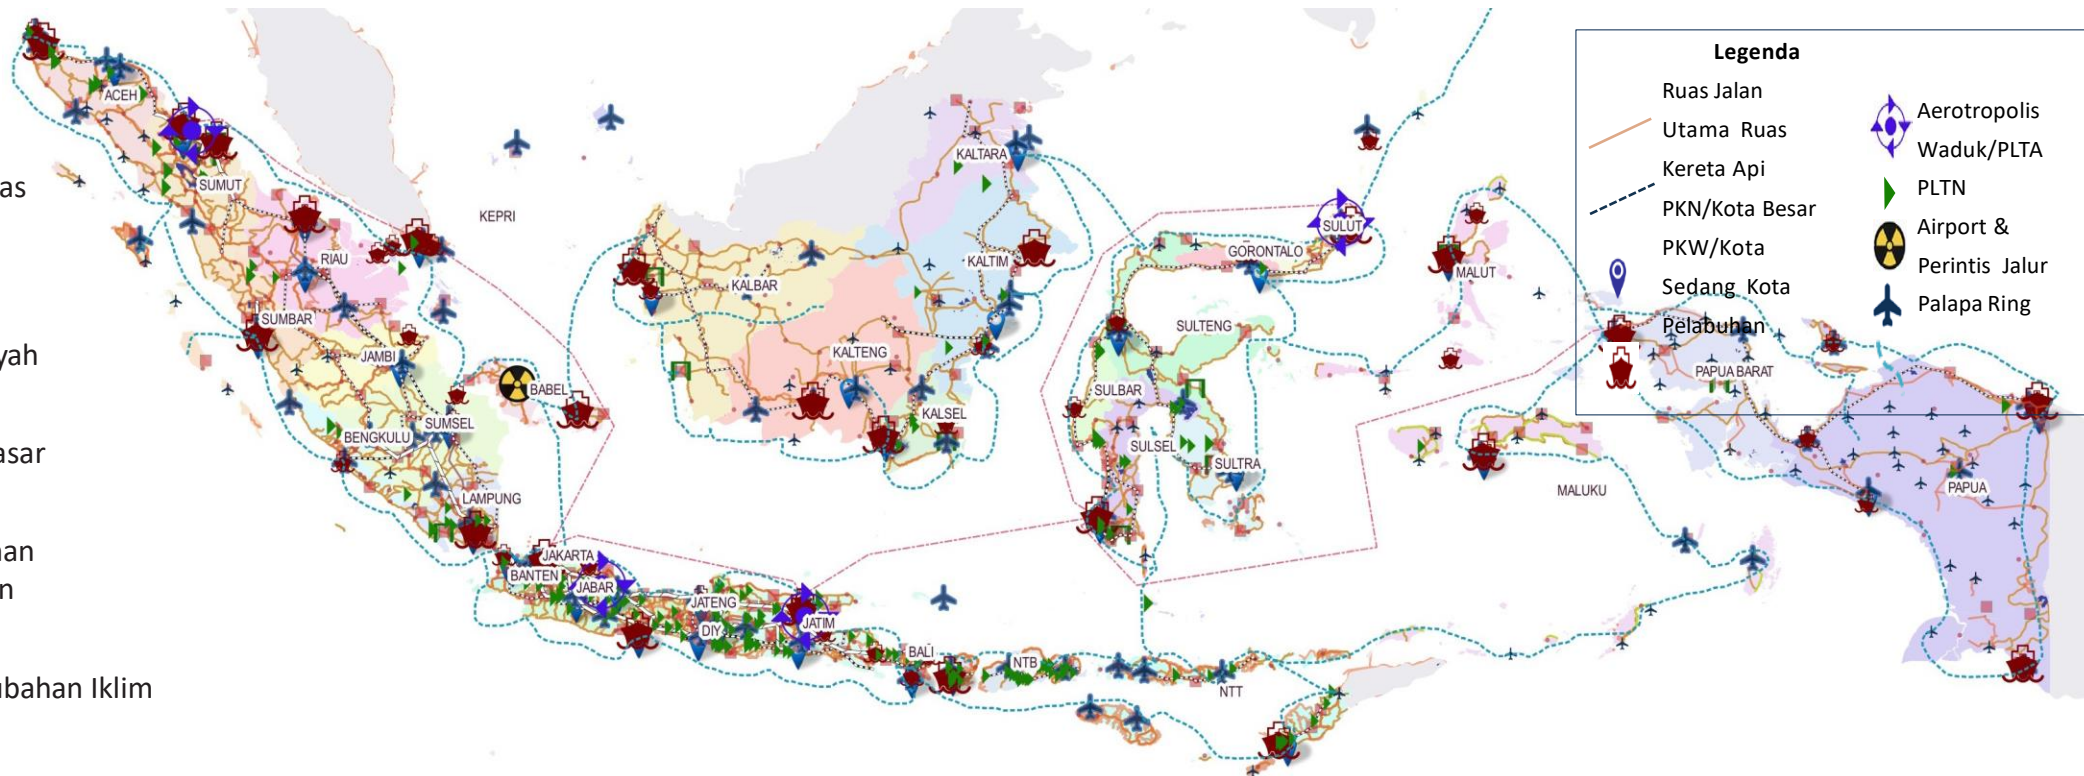 as
yah
asar
nan
n
ubahan Iklim
ACEH
SUMUT
RIAU
KEPRI
SUMBAR
JAMBI
BABEL
BENGKULU
SUMSEL
LAMPUNG
JAKARTA
BANTEN
JABAR
JATENG
DIY
JATIM
BALI
NTB
NTT
KALTARA
KALTIM
KALBAR
KALTENG
KALSEL
SULUT
GORONTALO
SULTENG
SULBAR
SULSEL
SULTRA
MALUT
MALUKU
PAPUA BARAT
PAPUA
Legenda
Ruas Jalan
Utama Ruas
Kereta Api
PKN/Kota Besar
PKW/Kota
Sedang Kota
Pelabuhan
Aerotropolis
Waduk/PLTA
PLTN
Airport &
Perintis Jalur
Palapa Ring